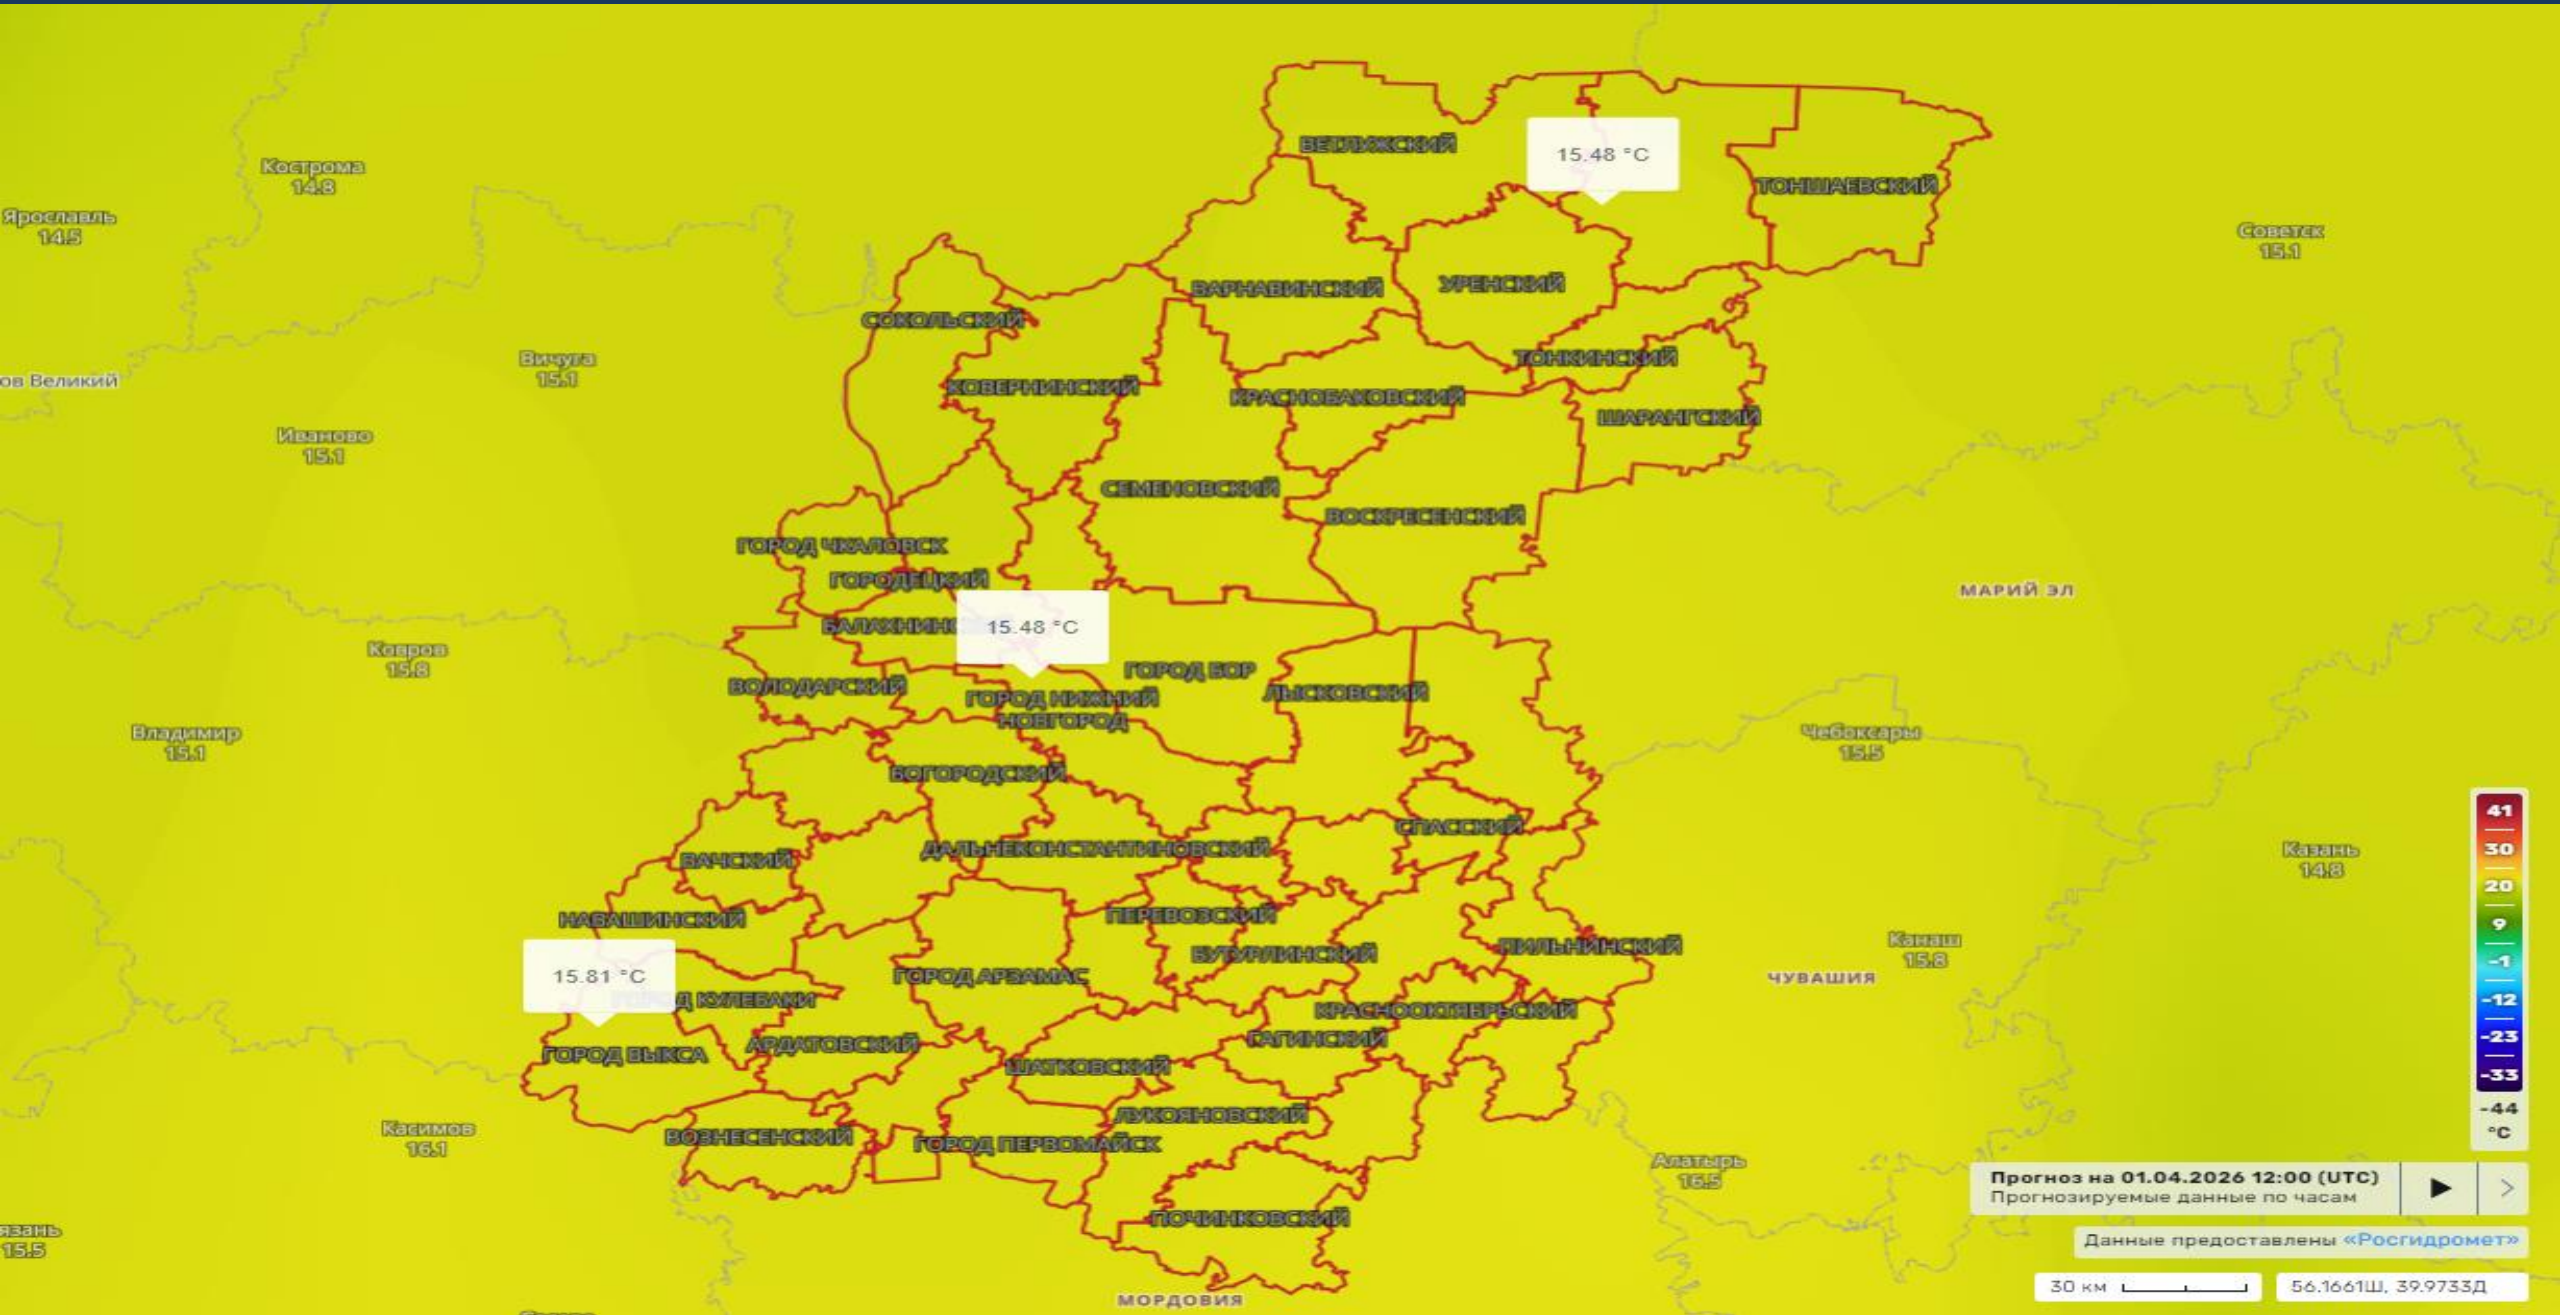 ВЕТЛУЖСКИЙ
15.48 °C
Кострома
14.8
ТОНШАЕВСКИЙ
Ярославль
14.5
Советск
15.1
ВАРНАВИНСКИЙ
УРЕНСКИЙ
СОКОЛЬСКИЙ
Вичуга
15.1
ТОНКИНСКИЙ
ов Великий
КОВЕРНИНСКИЙ
КРАСНОБАКОВСКИЙ
ШАРАНГСКИЙ
Иваново
15.1
СЕМЕНОВСКИЙ
ВОСКРЕСЕНСКИЙ
ГОРОД ЧКАЛОВСК
ГОРОДЕЦКИЙ
МАРИЙ ЭЛ
БАЛАХНИНС
15.48 °C
Ковров
15.8
ГОРОД БОР
ВОЛОДАРСКИЙ
ЛЫСКОВСКИЙ
ГОРОД НИЖНИЙ
НОВГОРОД
Владимир
15.1
Чебоксары
15.5
БОГОРОДСКИЙ
СПАССКИЙ
ДАЛЬНЕКОНСТАНТИНОВСКИЙ
ВАЧСКИЙ
Казань
14.8
НАВАШИНСКИЙ
ПЕРЕВОЗСКИЙ
БУТУРЛИНСКИЙ
ПИЛЬНИНСКИЙ
Канаш
15.8
15.81 °C
ГОРОД АРЗАМАС
ЧУВАШИЯ
ГОРОД КУЛЕБАКИ
КРАСНООКТЯБРЬСКИЙ
ГАГИНСКИЙ
АРДАТОВСКИЙ
ГОРОД ВЫКСА
ШАТКОВСКИЙ
ЛУКОЯНОВСКИЙ
Касимов
16.1
ВОЗНЕСЕНСКИЙ
ГОРОД ПЕРВОМАЙСК
Алатырь
16.5
ПОЧИНКОВСКИЙ
язань
15.5
МОРДОВИЯ
41
30
20
9
-1
-12
-23
-33
-44
°C
Прогноз на 01.04.2026 12:00 (UTC)
Прогнозируемые данные по часам
Данные предоставлены «Росгидромет»
30 км
56.1661Ш, 39.9733Д